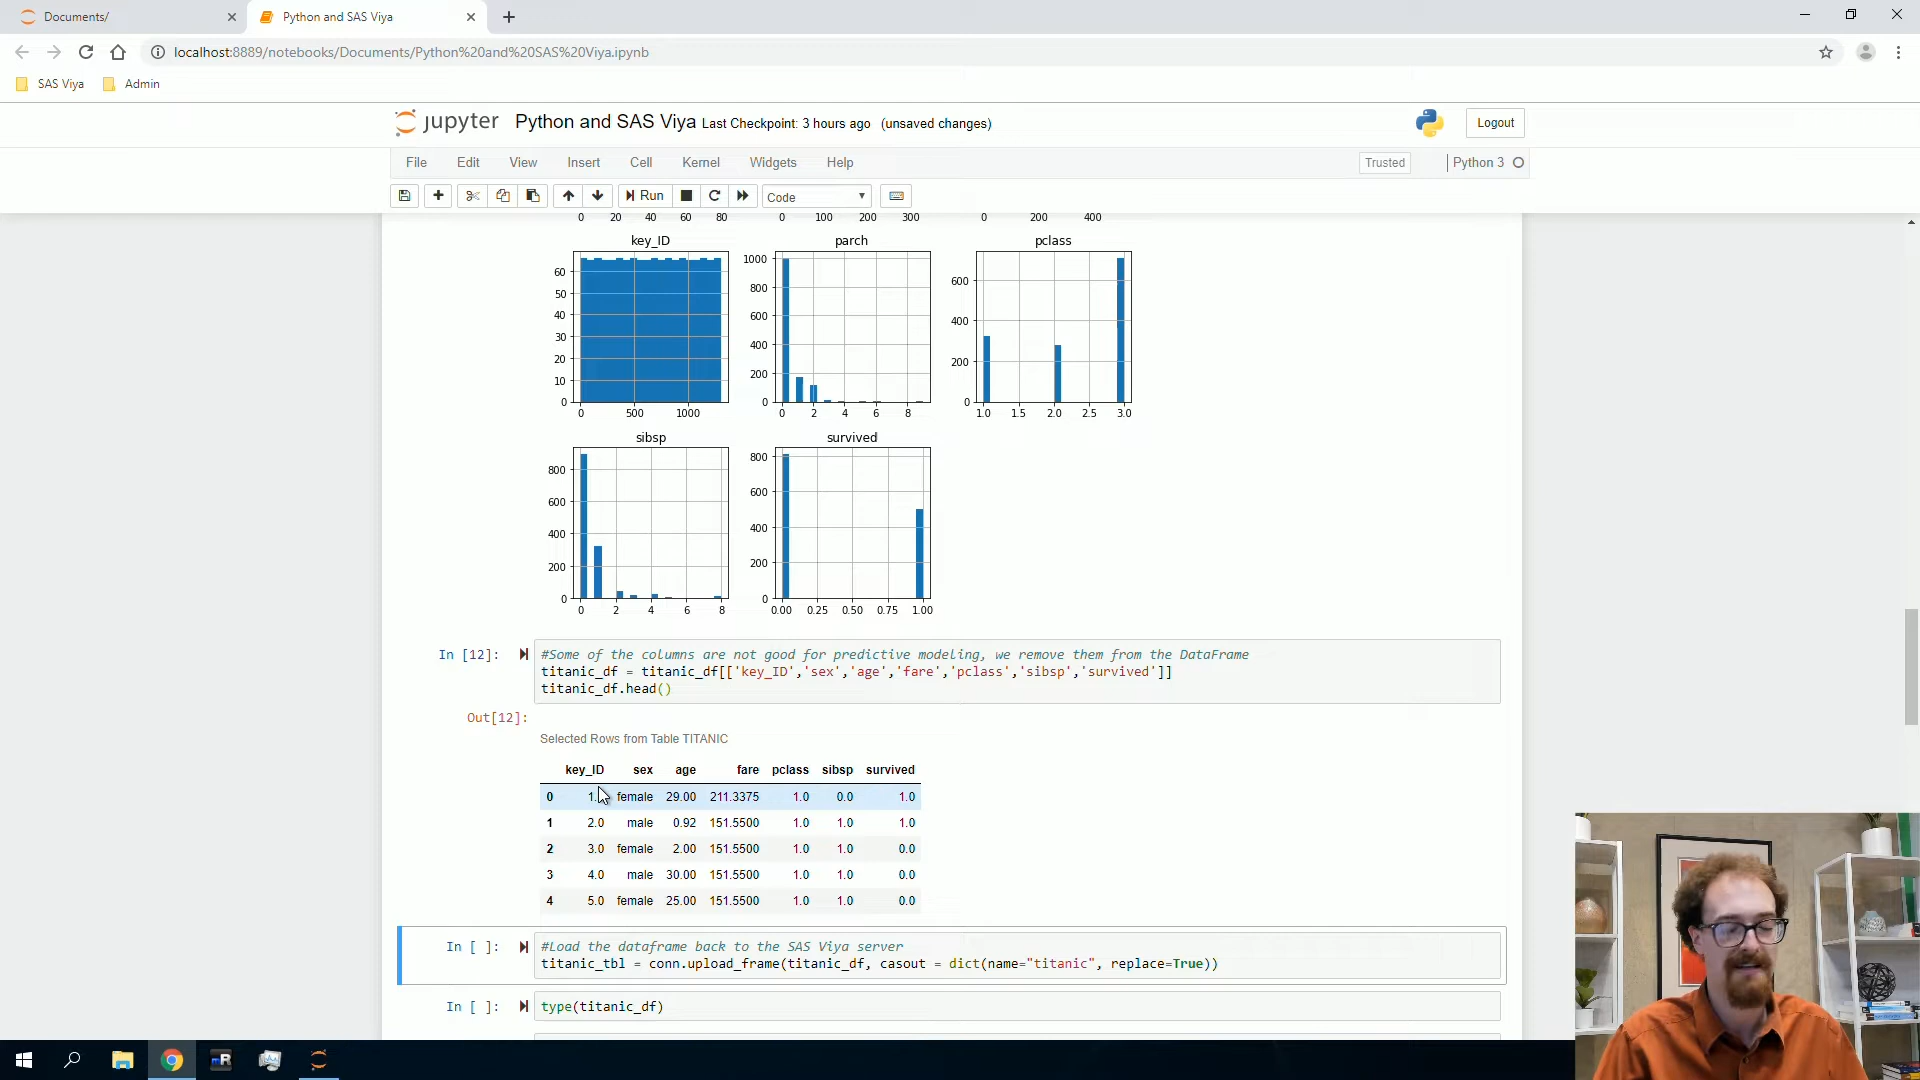 Documents/
Python and SAS Viya
localhost:8889/notebooks/Documents/Python%20and%20SAS%20Viya.ipynb
SAS Viya
Admin
jupyter
Python and SAS Viya Last Checkpoint: 3 hours ago (unsaved changes)
Logout
File Edit View Insert Cell Kernel Widgets Help
Trusted
Python 3
Run
Code
0 20 40 60 80
0 100 200 300
0 200 400
key_ID
60
50
40
30
20
10
0
0 500 1000
parch
1000
800
600
400
200
0
0 2 4 6 8
pclass
600
400
200
0
1.0 1.5 2.0 2.5 3.0
sibsp
800
600
400
200
0
0 2 4 6 8
survived
800
600
400
200
0
0.00 0.25 0.50 0.75 1.00
In [12]:
#Some of the columns are not good for predictive modeling, we remove them from the DataFrame
titanic_df = titanic_df[['key_ID','sex','age','fare','pclass','sibsp','survived']]
titanic_df.head()
Out[12]:
Selected Rows from Table TITANIC
key_ID sex age fare pclass sibsp survived
0 1. female 29.00 211.3375 1.0 0.0 1.0
1 2.0 male 0.92 151.5500 1.0 1.0 1.0
2 3.0 female 2.00 151.5500 1.0 1.0 0.0
3 4.0 male 30.00 151.5500 1.0 1.0 0.0
4 5.0 female 25.00 151.5500 1.0 1.0 0.0
In [ ]:
#Load the dataframe back to the SAS Viya server
titanic_tbl = conn.upload_frame(titanic_df, casout = dict(name="titanic", replace=True))
In [ ]:
type(titanic_df)